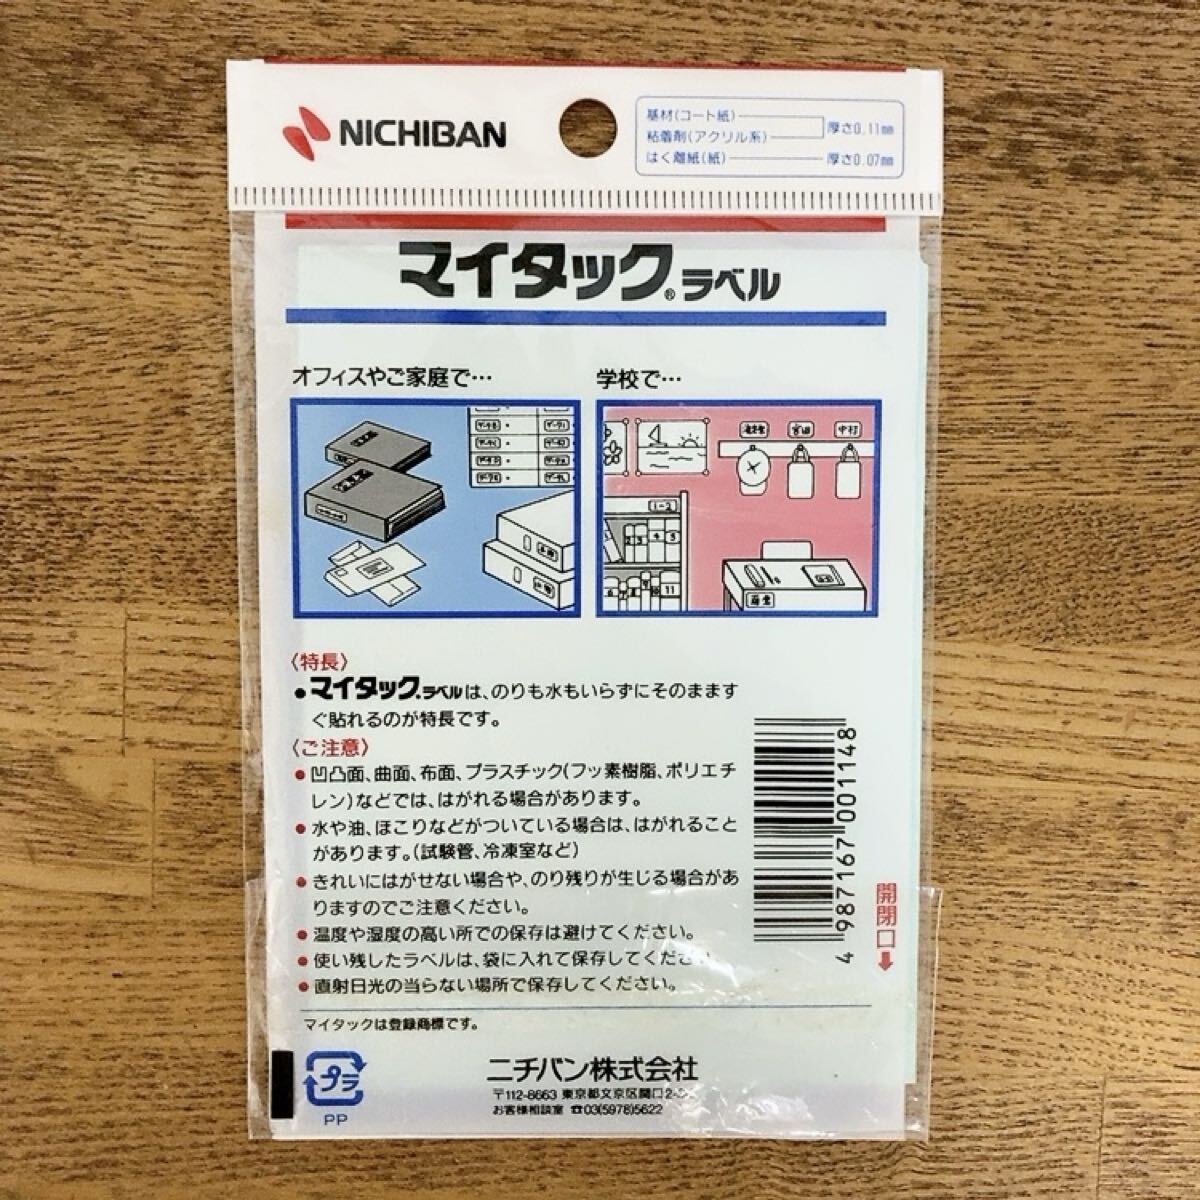 NICHIBAN
基材(コート紙)
粘着剤(アクリル系)
厚さ0.11mm
はく離紙(紙)
厚さ0.07mm
マイタック®ラベル
オフィスやご家庭で…
学校で…
宮田
中村
1-2
2 3 4 5
11
〈特長〉
●マイタックラベルは、のりも水もいらずにそのまます
ぐ貼れるのが特長です。
〈ご注意〉
●凹凸面、曲面、布面、プラスチック(フッ素樹脂、ポリエチ
レン)などでは、はがれる場合があります。
●水や油、ほこりなどがついている場合は、はがれること
があります。(試験管、冷凍室など)
●きれいにはがせない場合や、のり残りが生じる場合があ
りますのでご注意ください。
●温度や湿度の高い所での保存は避けてください。
●使い残したラベルは、袋に入れて保存してください。
●直射日光の当らない場所で保存してください。
4 987167 001148
開閉口
マイタックは登録商標です。
プラ
PP
ニチバン株式会社
〒112-8663 東京都文京区関口2-
お客様相談室 ☎03(5978)5622